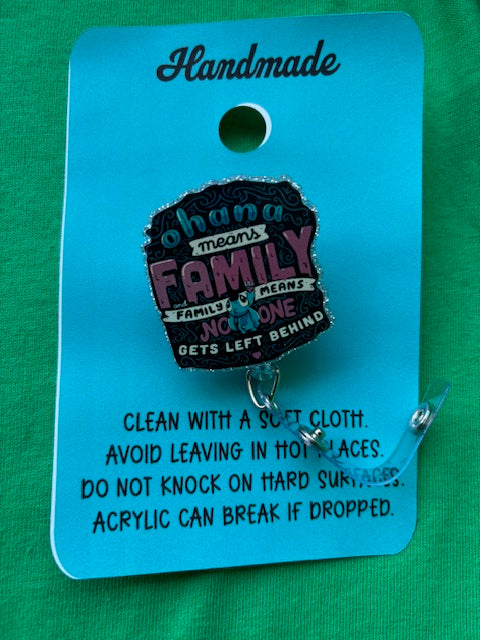 Handmade
ohana
means
FAMILY
and
FAMILY MEANS
NO ONE
GETS LEFT BEHIND
CLEAN WITH A SOFT CLOTH.
AVOID LEAVING IN HOT PLACES.
DO NOT KNOCK ON HARD SURFACES.
ACRYLIC CAN BREAK IF DROPPED.